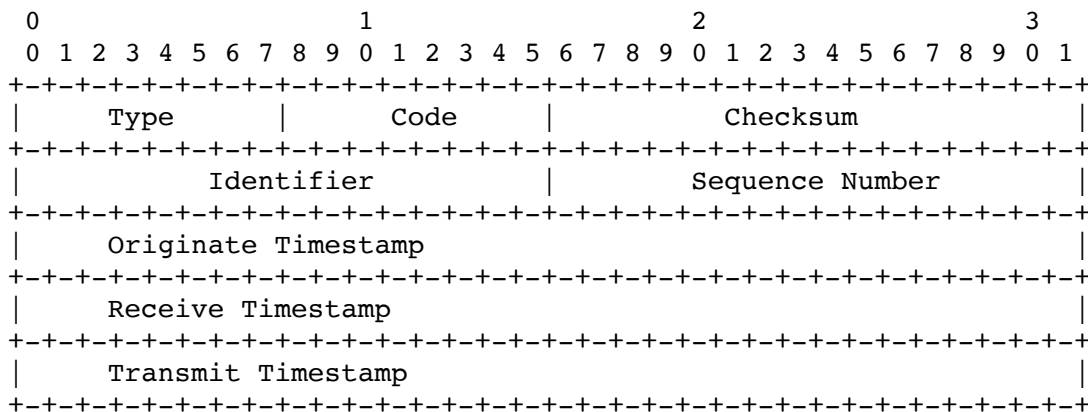 0                   1                   2                   3
0 1 2 3 4 5 6 7 8 9 0 1 2 3 4 5 6 7 8 9 0 1 2 3 4 5 6 7 8 9 0 1
+-+-+-+-+-+-+-+-+-+-+-+-+-+-+-+-+-+-+-+-+-+-+-+-+-+-+-+-+-+-+-+-+
|     Type      |      Code     |          Checksum             |
+-+-+-+-+-+-+-+-+-+-+-+-+-+-+-+-+-+-+-+-+-+-+-+-+-+-+-+-+-+-+-+-+
|           Identifier          |        Sequence Number        |
+-+-+-+-+-+-+-+-+-+-+-+-+-+-+-+-+-+-+-+-+-+-+-+-+-+-+-+-+-+-+-+-+
|     Originate Timestamp                                       |
+-+-+-+-+-+-+-+-+-+-+-+-+-+-+-+-+-+-+-+-+-+-+-+-+-+-+-+-+-+-+-+-+
|     Receive Timestamp                                         |
+-+-+-+-+-+-+-+-+-+-+-+-+-+-+-+-+-+-+-+-+-+-+-+-+-+-+-+-+-+-+-+-+
|     Transmit Timestamp                                        |
+-+-+-+-+-+-+-+-+-+-+-+-+-+-+-+-+-+-+-+-+-+-+-+-+-+-+-+-+-+-+-+-+